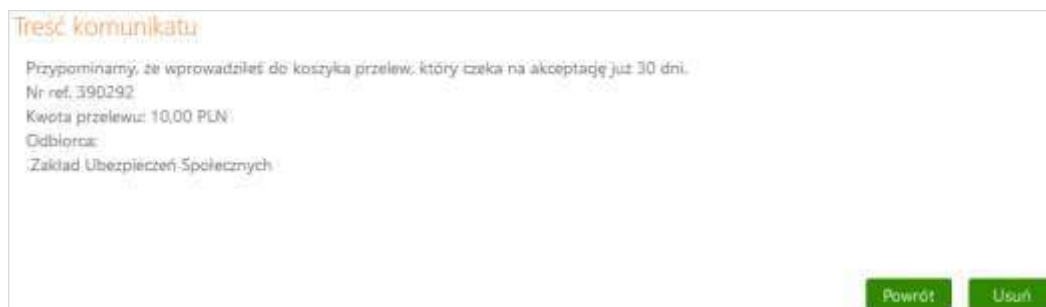 Treść komunikatu
Przypominamy, że wprowadziłeś do koszyka przelew, który czeka na akceptację już 30 dni.
Nr ref. 390292
Kwota przelewu: 10,00 PLN
Odbiorca:
Zakład Ubezpieczeń Społecznych
Powrót Usuń